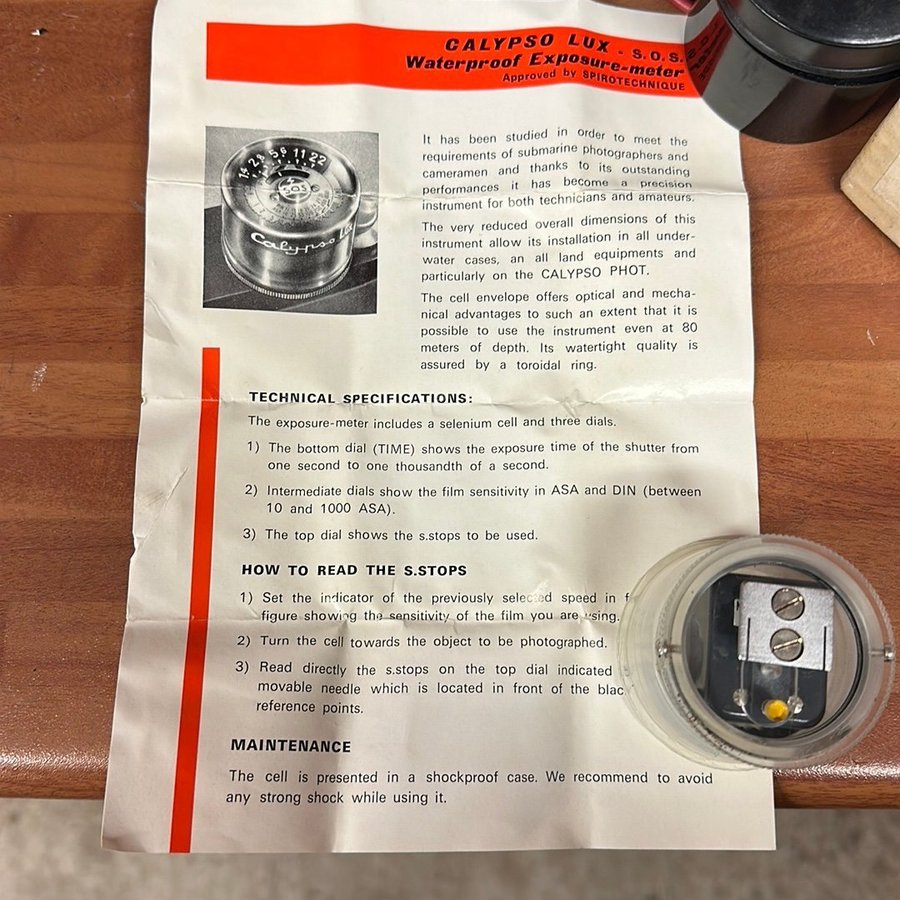 CALYPSO LUX - S.O.S.
Waterproof Exposure-meter
Approved by SPIROTECHNIQUE
1,4 2,8 5,6 11 22
SOS
Calypso lux
It has been studied in order to meet the
requirements of submarine photographers and
cameramen and thanks to its outstanding
performances it has become a precision
instrument for both technicians and amateurs.
The very reduced overall dimensions of this
instrument allow its installation in all under-
water cases, an all land equipments and
particularly on the CALYPSO PHOT.
The cell envelope offers optical and mecha-
nical advantages to such an extent that it is
possible to use the instrument even at 80
meters of depth. Its watertight quality is
assured by a toroidal ring.
TECHNICAL SPECIFICATIONS:
The exposure-meter includes a selenium cell and three dials.
1) The bottom dial (TIME) shows the exposure time of the shutter from
one second to one thousandth of a second.
2) Intermediate dials show the film sensitivity in ASA and DIN (between
10 and 1000 ASA).
3) The top dial shows the s.stops to be used.
HOW TO READ THE S.STOPS
1) Set the indicator of the previously selected speed in
figure showing the sensitivity of the film you are using.
2) Turn the cell towards the object to be photographed.
3) Read directly the s.stops on the top dial indicated
movable needle which is located in front of the
reference points.
MAINTENANCE
The cell is presented in a shockproof case. We recommend to avoid
any strong shock while using it.